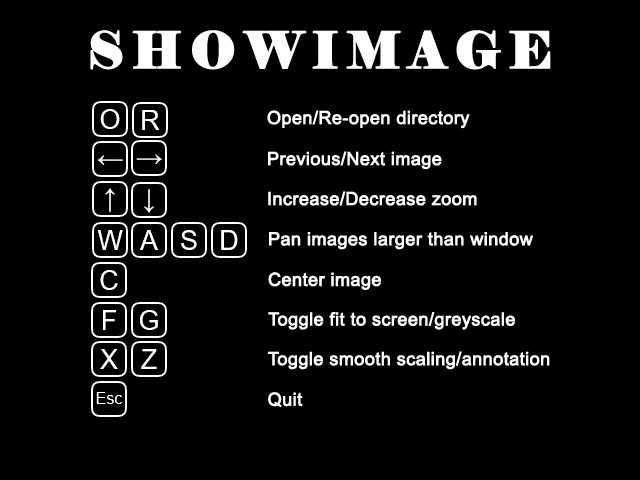 SHOWIMAGE
O R Open/Re-open directory
← → Previous/Next image
↑ ↓ Increase/Decrease zoom
W A S D Pan images larger than window
C Center image
F G Toggle fit to screen/greyscale
X Z Toggle smooth scaling/annotation
Esc Quit